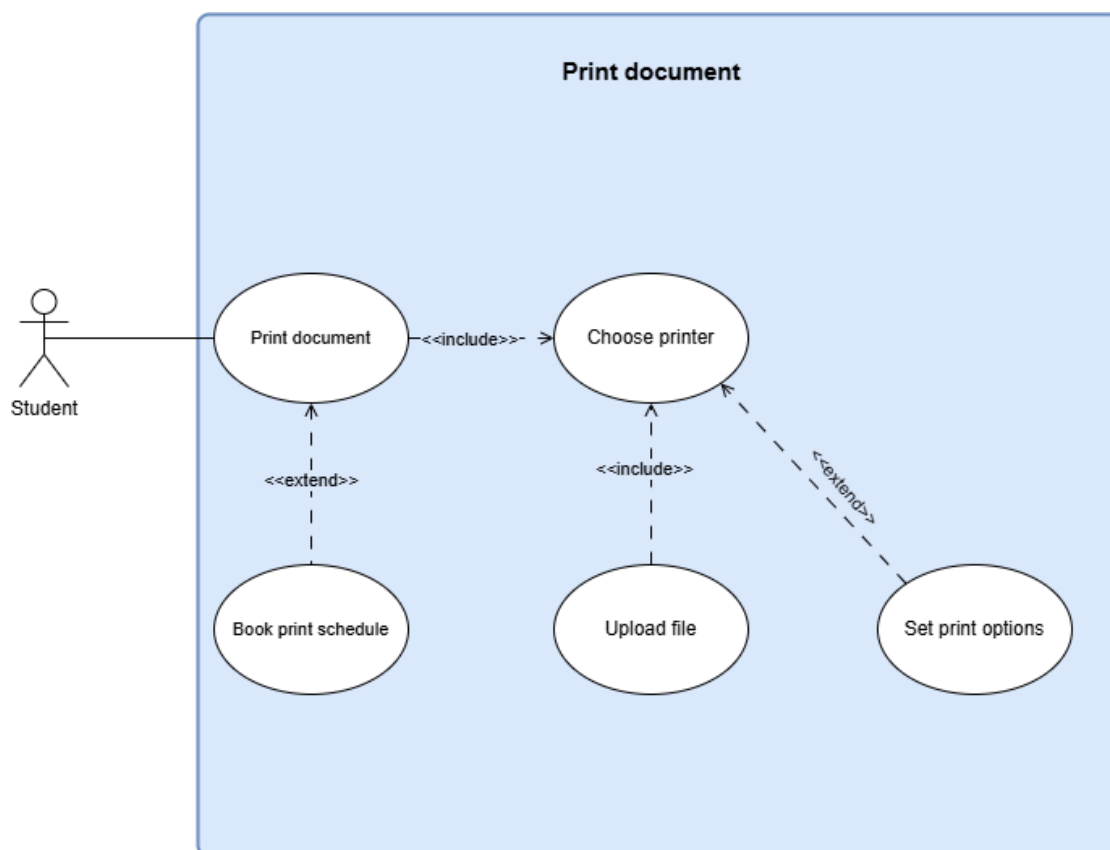 Print document
Print document
<<include>>
Choose printer
Student
<<extend>>
<<include>>
<<extend>>
Book print schedule
Upload file
Set print options